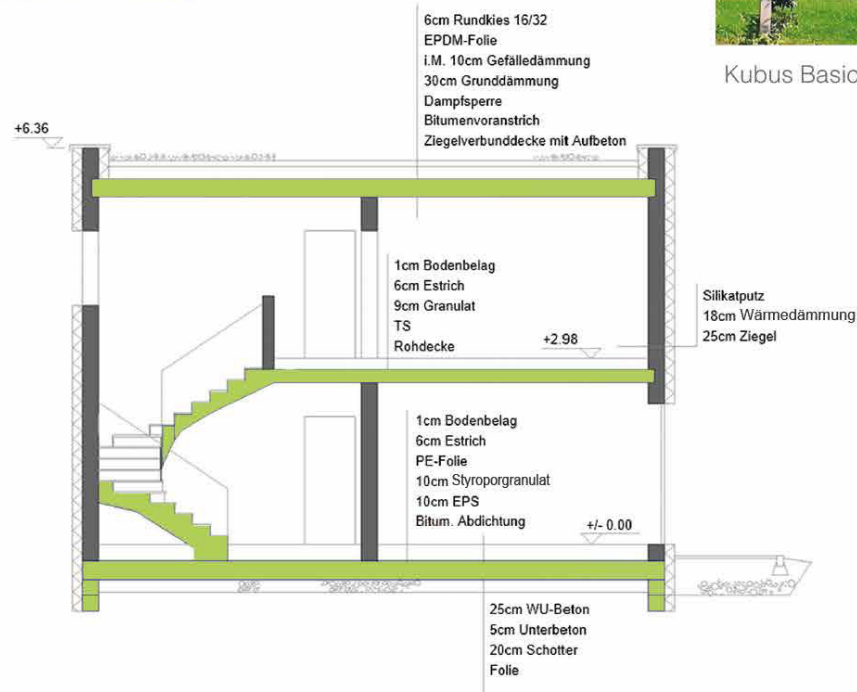 6cm Rundkies 16/32
EPDM-Folie
i.M. 10cm Gefälledämmung
30cm Grunddämmung
Dampfsperre
Bitumenvoranstrich
Ziegelverbunddecke mit Aufbeton
Kubus Basic
+6.36
1cm Bodenbelag
6cm Estrich
9cm Granulat
TS
Rohdecke
+2.98
Silikatputz
18cm Wärmedämmung
25cm Ziegel
1cm Bodenbelag
6cm Estrich
PE-Folie
10cm Styroporgranulat
10cm EPS
Bitum. Abdichtung
+/- 0.00
25cm WU-Beton
5cm Unterbeton
20cm Schotter
Folie